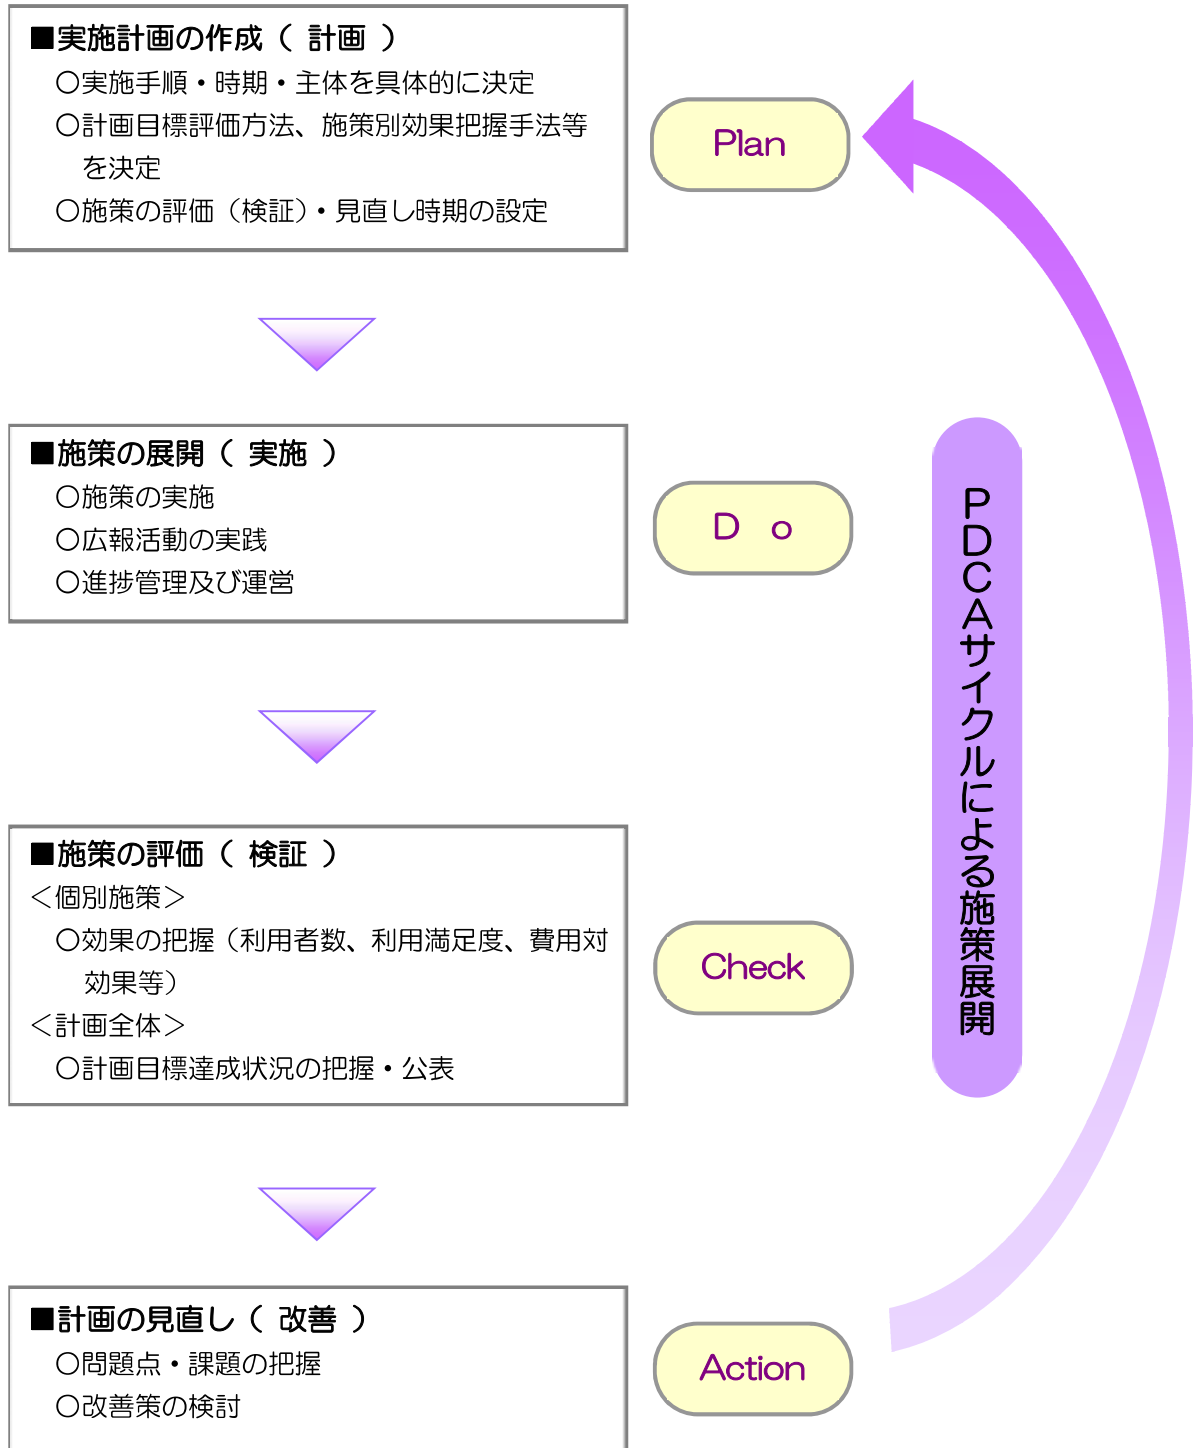 ■実施計画の作成（ 計画 ）
○実施手順・時期・主体を具体的に決定
○計画目標評価方法、施策別効果把握手法等
を決定
○施策の評価（検証）・見直し時期の設定
Plan
■施策の展開（ 実施 ）
○施策の実施
○広報活動の実践
○進捗管理及び運営
Ｄ　ｏ
■施策の評価（ 検証 ）
＜個別施策＞
○効果の把握（利用者数、利用満足度、費用対
効果等）
＜計画全体＞
○計画目標達成状況の把握・公表
Check
■計画の見直し（ 改善 ）
○問題点・課題の把握
○改善策の検討
Action
ＰＤＣＡサイクルによる施策展開